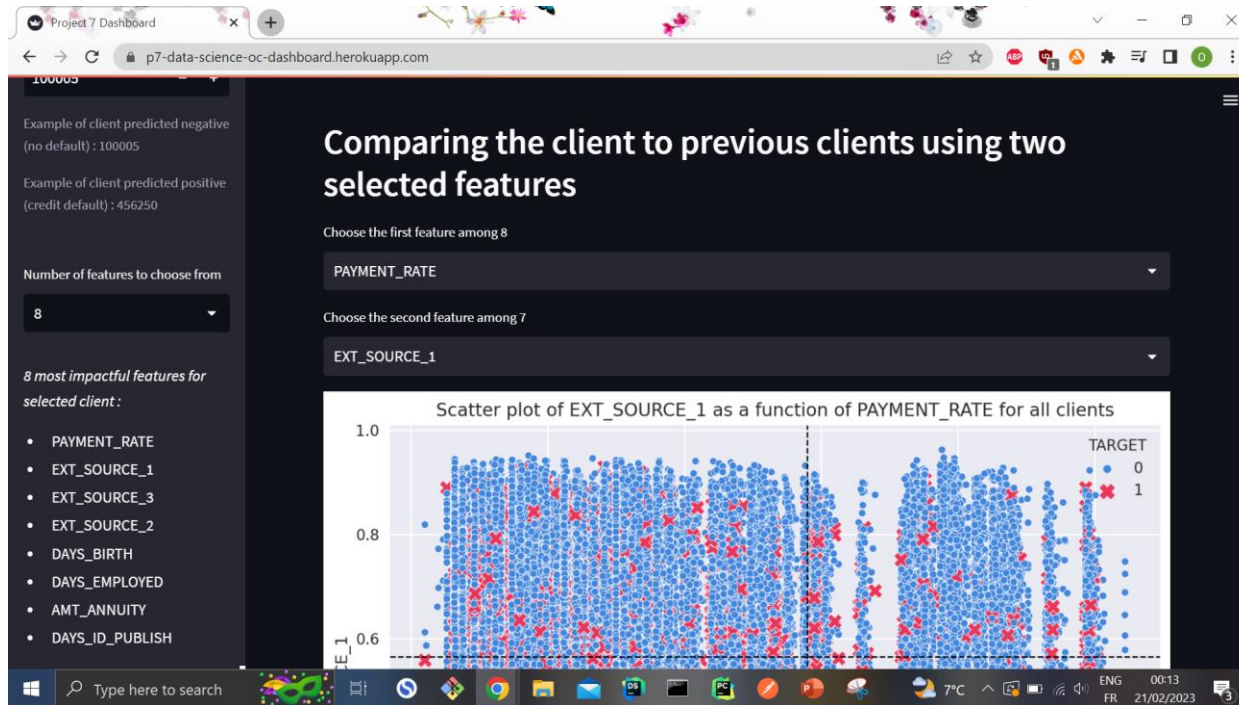 Project 7 Dashboard
p7-data-science-oc-dashboard.herokuapp.com
ABP
1
O
100005
Example of client predicted negative
(no default) : 100005
Example of client predicted positive
(credit default) : 456250
Number of features to choose from
8
8 most impactful features for
selected client :
• PAYMENT_RATE
• EXT_SOURCE_1
• EXT_SOURCE_3
• EXT_SOURCE_2
• DAYS_BIRTH
• DAYS_EMPLOYED
• AMT_ANNUITY
• DAYS_ID_PUBLISH
Comparing the client to previous clients using two
selected features
Choose the first feature among 8
PAYMENT_RATE
Choose the second feature among 7
EXT_SOURCE_1
Scatter plot of EXT_SOURCE_1 as a function of PAYMENT_RATE for all clients
1.0
TARGET
0
1
0.8
0.6
CE_1
Type here to search
DS
PC
7°C
ENG
FR
00:13
21/02/2023
3